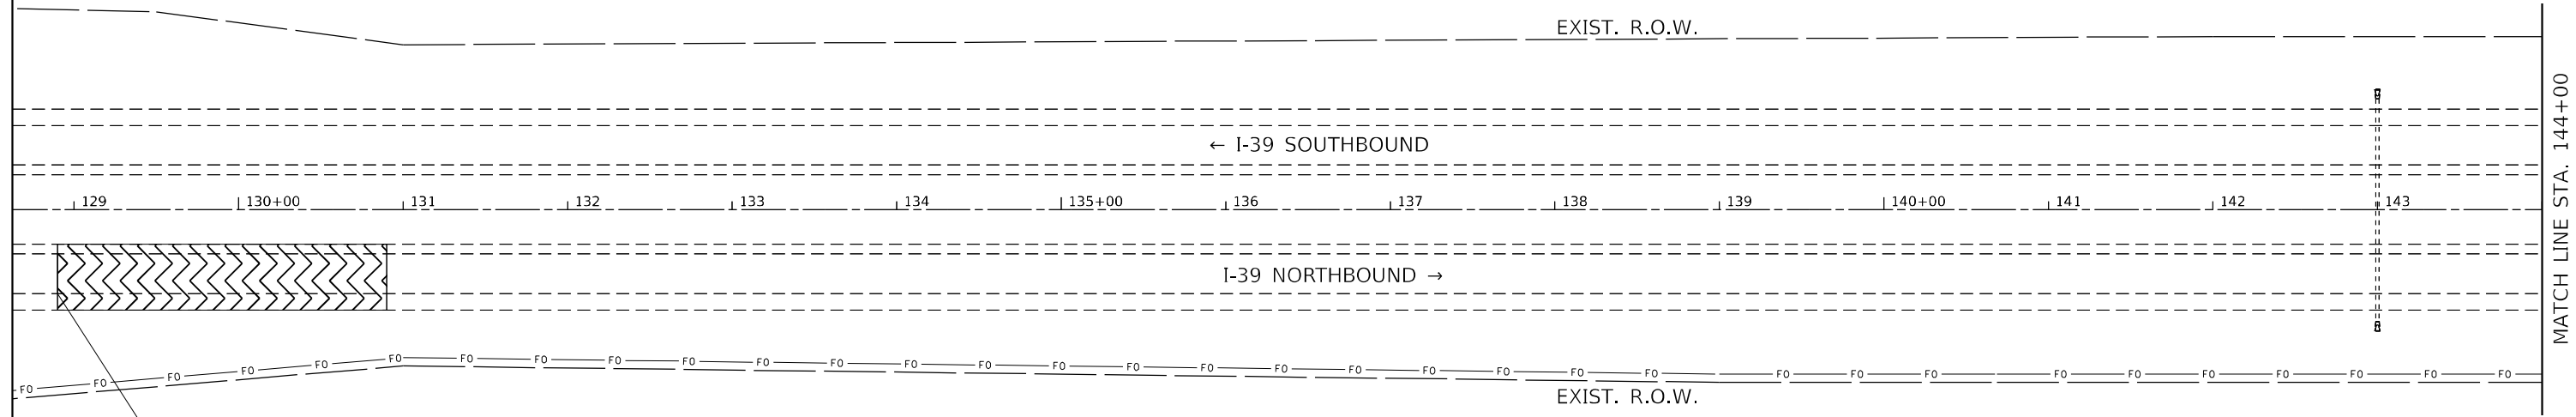 EXIST. R.O.W.
← I-39 SOUTHBOUND
129 130+00 131 132 133 134 135+00 136 137 138 139 140+00 141 142 143
I-39 NORTHBOUND →
FO FO FO FO FO FO FO FO FO FO FO FO FO FO FO FO FO FO FO FO FO FO FO FO FO FO FO FO FO FO FO FO FO FO
EXIST. R.O.W.
MATCH LINE STA. 144+00